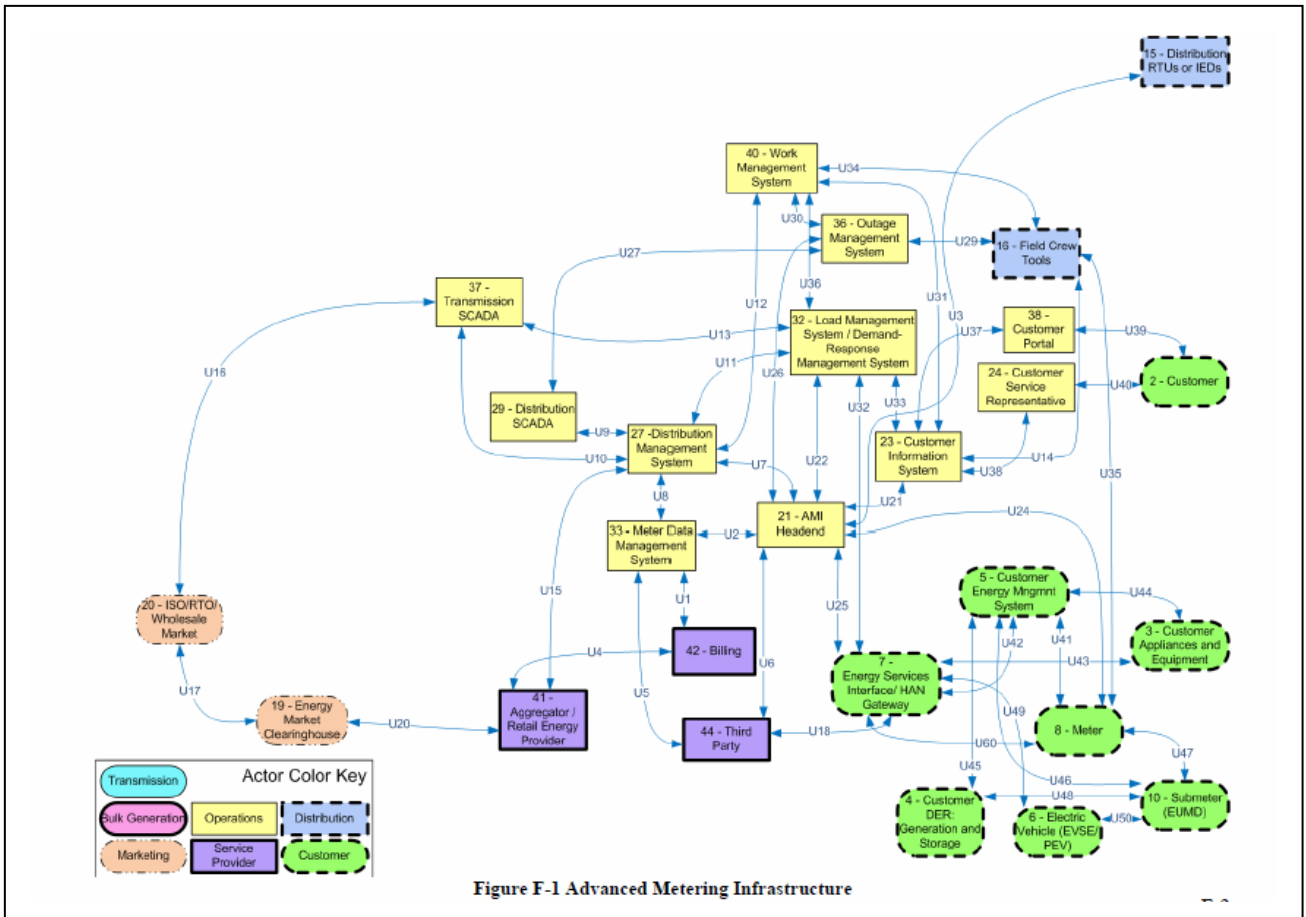 15 - Distribution
RTUs or IEDs
40 - Work
Management
System
U34
U30
36 - Outage
Management
System
U29
16 - Field Crew
Tools
U27
U36
U12
U31
U3
37 -
Transmission
SCADA
U13
32 - Load Management
System / Demand-
Response
Management System
38 -
Customer
Portal
U37
U39
U11
U26
U16
24 - Customer
Service
Representative
U40
2 - Customer
29 - Distribution
SCADA
U9
U32
U33
27 -Distribution
Management
System
23 - Customer
Information
System
U10
U7
U22
U14
U38
U35
U8
U21
21 - AMI
Headend
U24
33 - Meter Data
Management
System
U2
U15
U1
U25
5 - Customer
Energy Mngmnt
System
U44
20 - ISO/RTO/
Wholesale
Market
42 - Billing
U4
U6
U41
U42
3 - Customer
Appliances and
Equipment
7 -
Energy Services
Interface/ HAN
Gateway
U43
U17
U5
19 - Energy
Market
Clearinghouse
U20
41 -
Aggregator /
Retail Energy
Provider
44 - Third
Party
U18
U49
8 - Meter
U60
U47
U45
U46
U48
4 - Customer
DER:
Generation and
Storage
6 - Electric
Vehicle (EVSE/
PEV)
U50
10 - Submeter
(EUMD)
Actor Color Key
Transmission
Bulk Generation
Operations
Distribution
Marketing
Service
Provider
Customer
Figure F-1 Advanced Metering Infrastructure